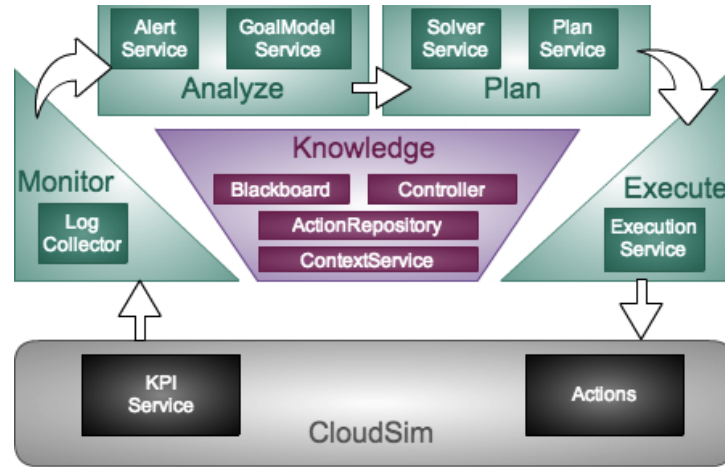 Alert
Service
GoalModel
Service
Analyze
Solver
Service
Plan
Service
Plan
Monitor
Log
Collector
Knowledge
Blackboard
Controller
ActionRepository
ContextService
Execute
Execution
Service
KPI
Service
CloudSim
Actions